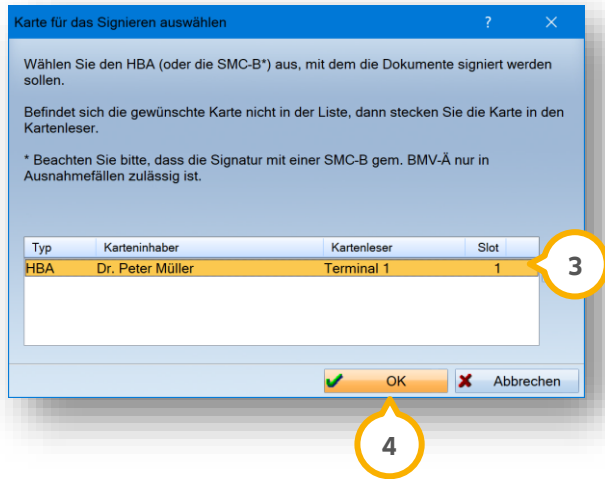 Karte für das Signieren auswählen ? ×
Wählen Sie den HBA (oder die SMC-B*) aus, mit dem die Dokumente signiert werden
sollen.
Befindet sich die gewünschte Karte nicht in der Liste, dann stecken Sie die Karte in den
Kartenleser.
* Beachten Sie bitte, dass die Signatur mit einer SMC-B gem. BMV-Ä nur in
Ausnahmefällen zulässig ist.
Typ Karteninhaber Kartenleser Slot
HBA Dr. Peter Müller Terminal 1 1
3
OK Abbrechen
4